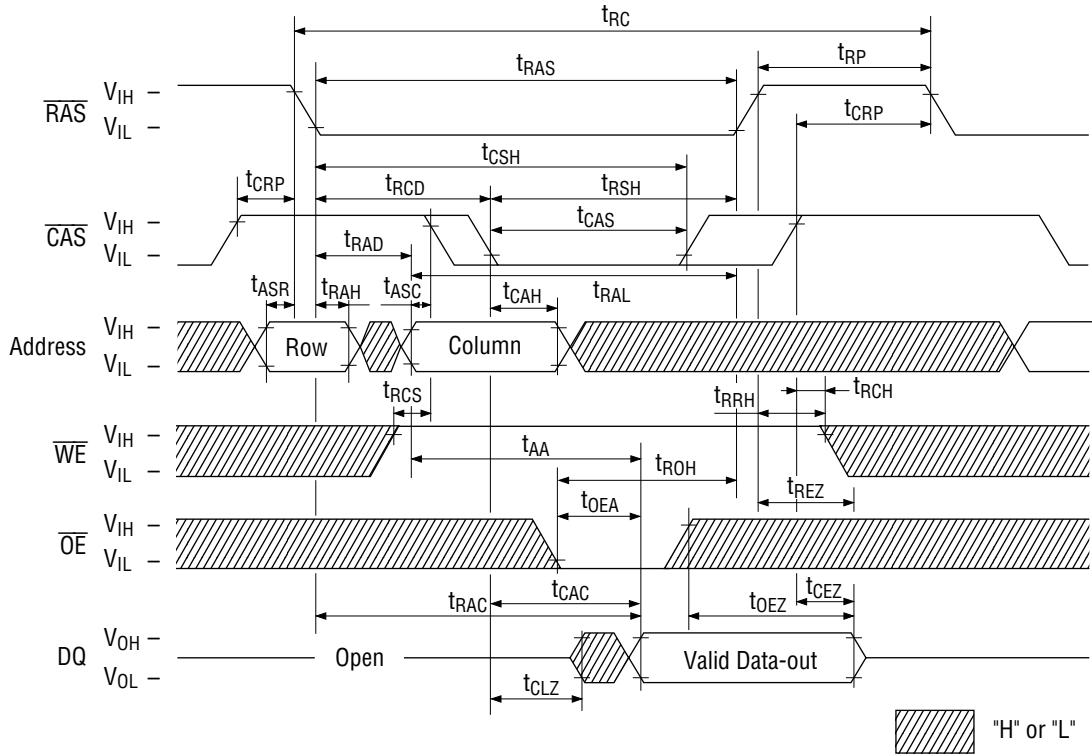 tRC
tRAS
tRP
RAS
VIH
VIL
tCRP
tCSH
tCRP
tRCD
tRSH
CAS
VIH
VIL
tCAS
tRAD
tRAL
tASR
tRAH
tASC
tCAH
Address
VIH
VIL
Row
Column
tRCS
tRRH
tRCH
WE
VIH
VIL
tAA
tROH
tREZ
tOEA
OE
VIH
VIL
tCAC
tRAC
tCEZ
tOEZ
DQ
VOH
VOL
Open
Valid Data-out
tCLZ
"H" or "L"